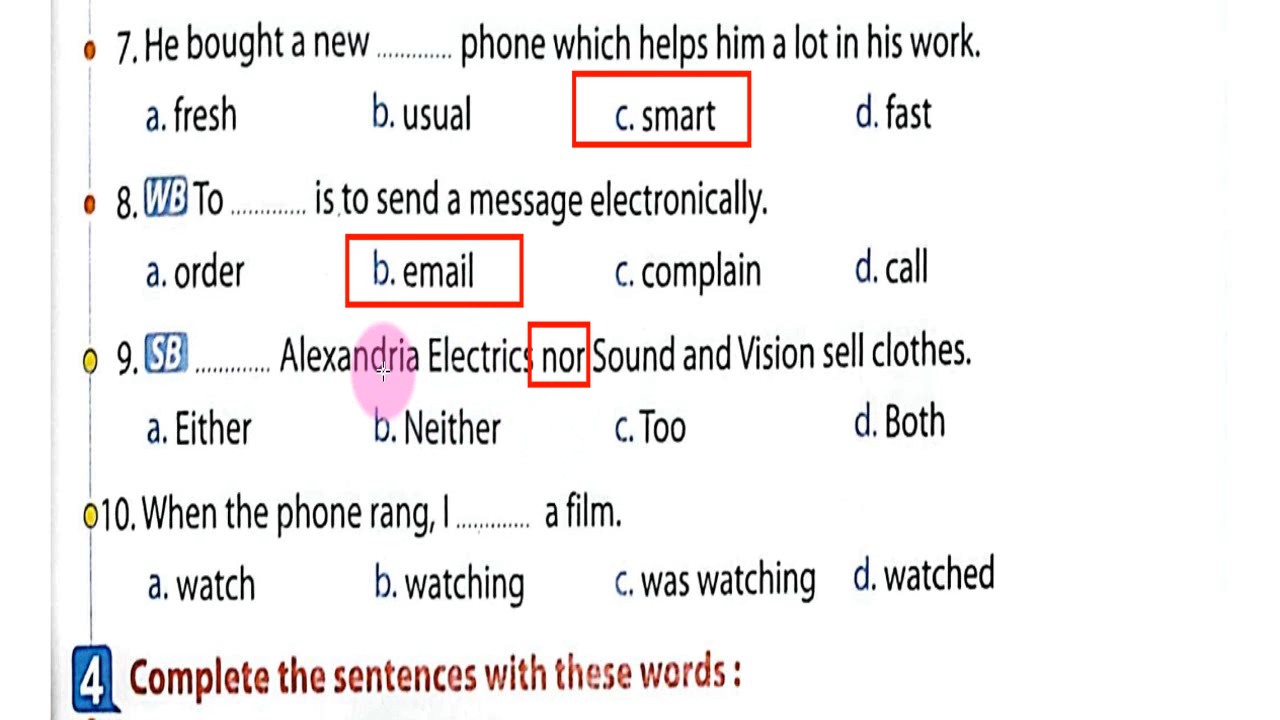 7. He bought a new ............. phone which helps him a lot in his work.
a. fresh b. usual c. smart d. fast
8. WB To ............. is to send a message electronically.
a. order b. email c. complain d. call
9. SB ............. Alexandria Electrics nor Sound and Vision sell clothes.
a. Either b. Neither c. Too d. Both
10. When the phone rang, I ............. a film.
a. watch b. watching c. was watching d. watched
4 Complete the sentences with these words :